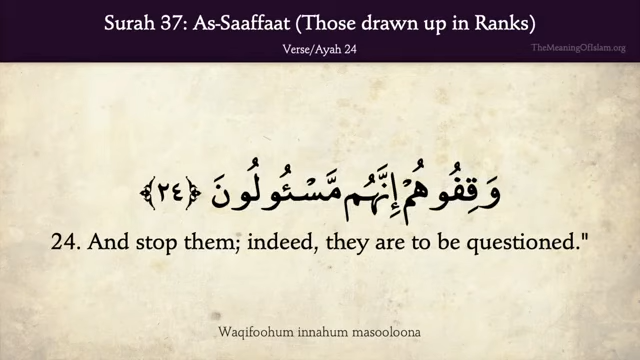 Surah 37: As-Saaffaat (Those drawn up in Ranks)
Verse/Ayah 24
TheMeaningOfIslam.org
وَقِفُوهُمْ إِنَّهُم مَّسْـُٔولُونَ ﴿٢٤﴾
24. And stop them; indeed, they are to be questioned."
Waqifoohum innahum masooloona